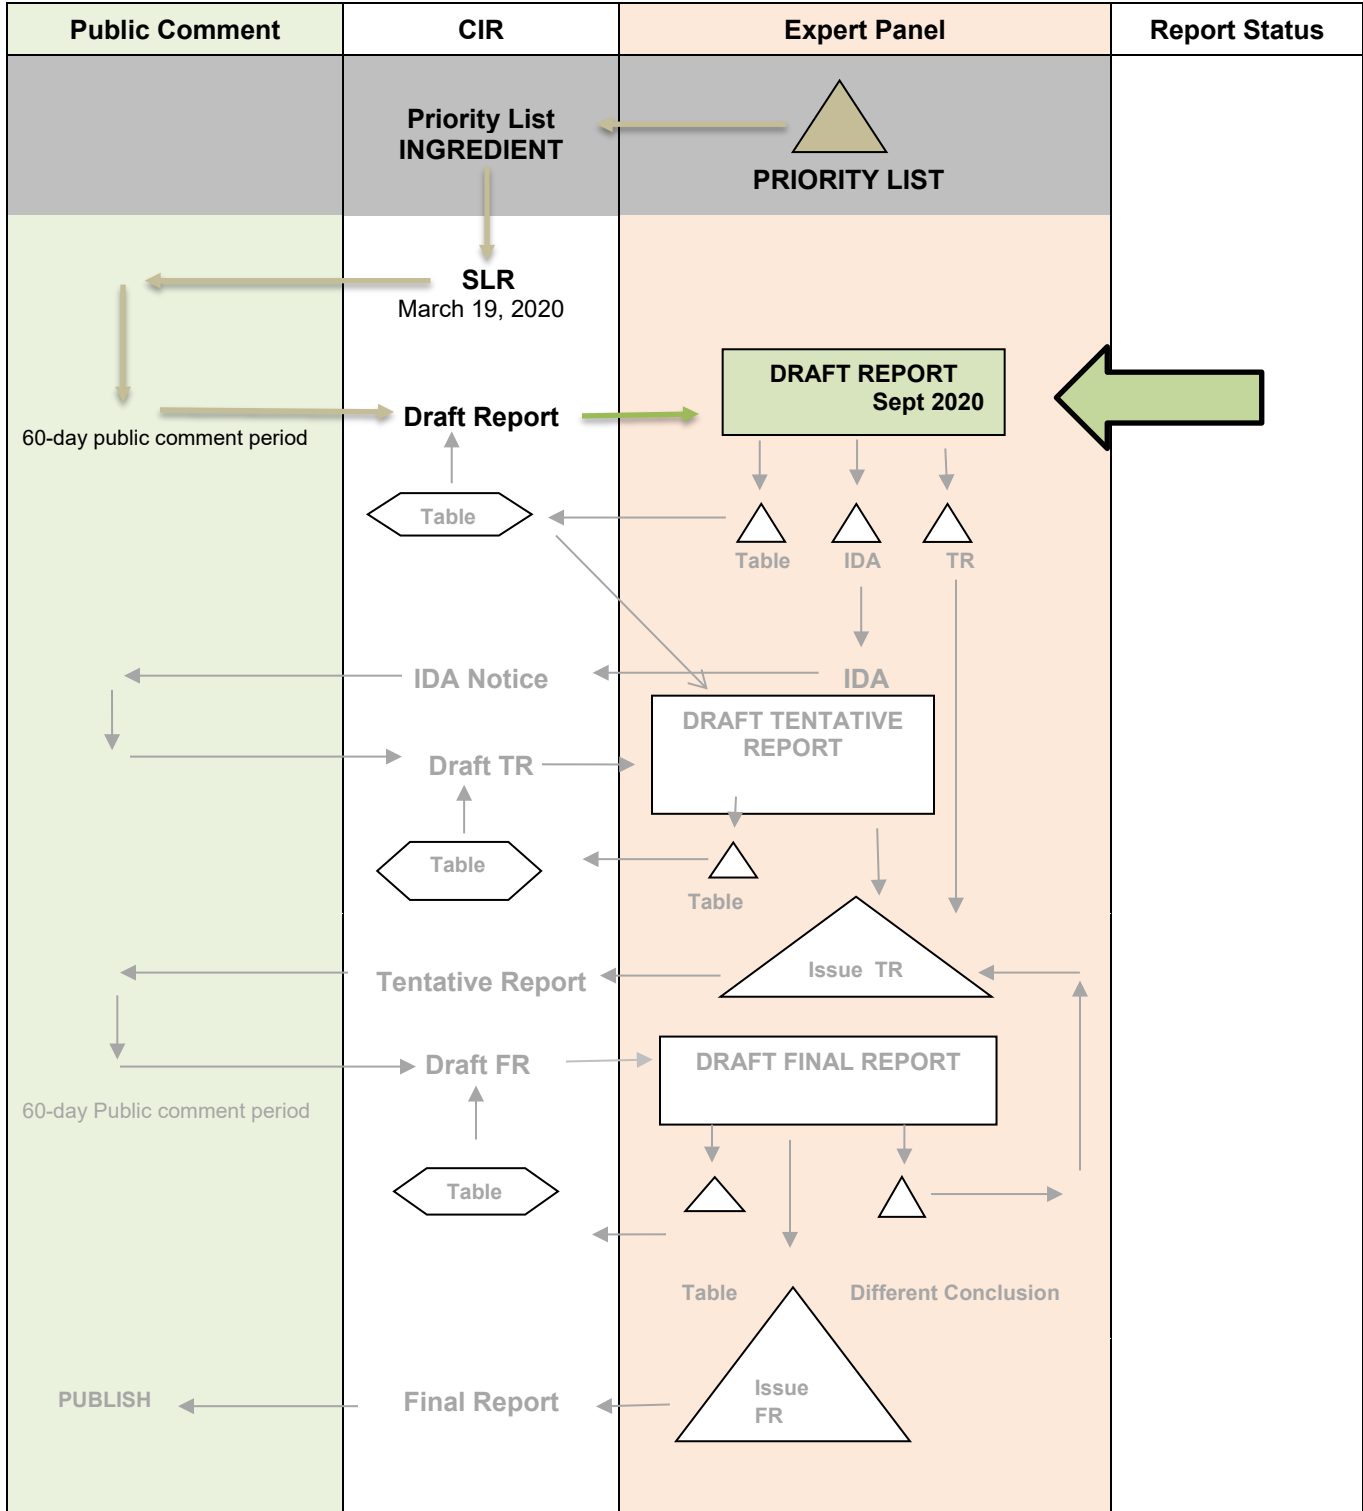 Public Comment
CIR
Expert Panel
Report Status
Priority List
INGREDIENT
PRIORITY LIST
SLR
March 19, 2020
60-day public comment period
Draft Report
DRAFT REPORT
Sept 2020
Table
Table
IDA
TR
IDA Notice
IDA
DRAFT TENTATIVE
REPORT
Draft TR
Table
Table
Tentative Report
Issue TR
Draft FR
DRAFT FINAL REPORT
60-day Public comment period
Table
Table
Different Conclusion
PUBLISH
Final Report
Issue
FR